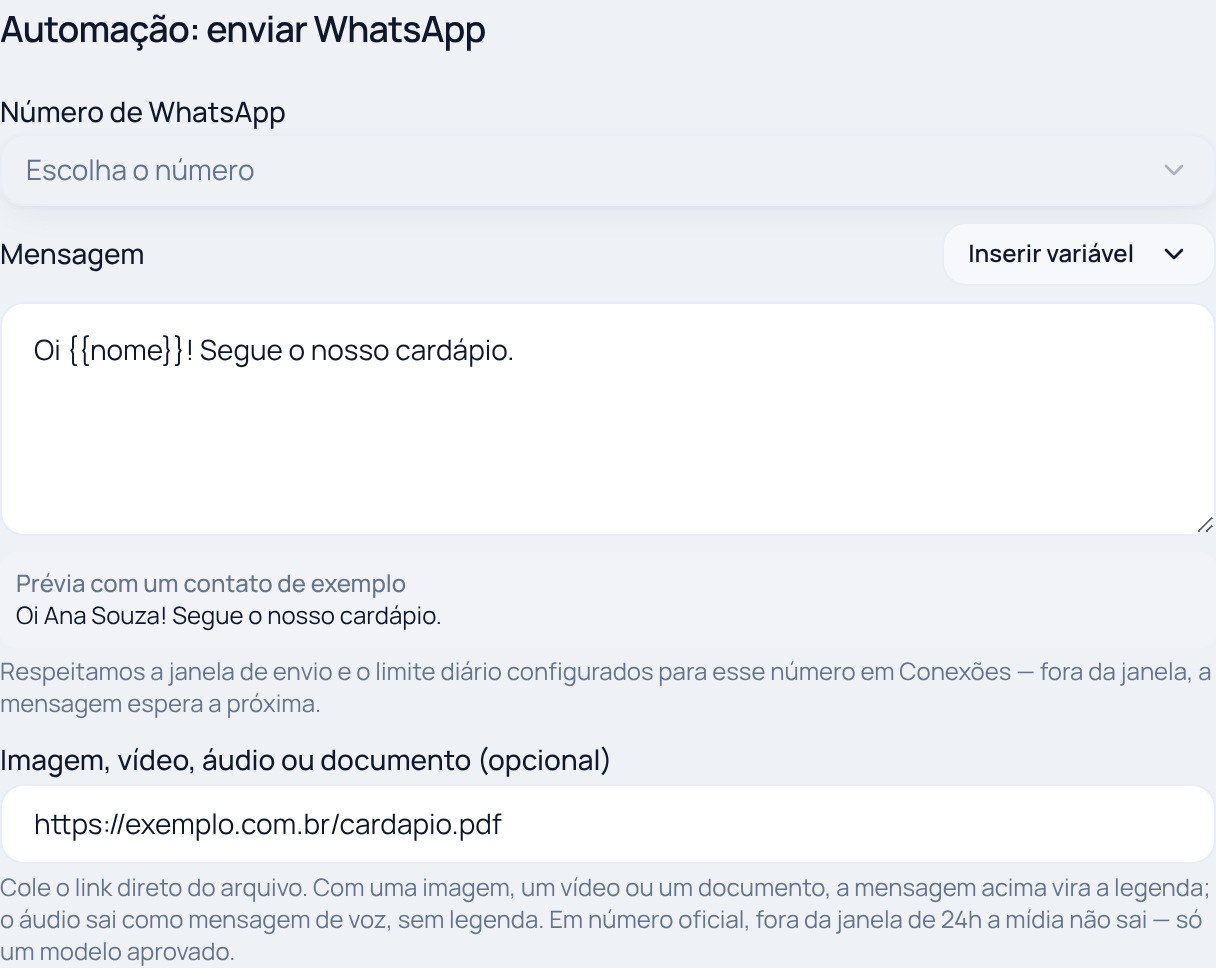 Automação: enviar WhatsApp
Número de WhatsApp
Escolha o número
Mensagem
Inserir variável
Oi {{nome}}! Segue o nosso cardápio.
Prévia com um contato de exemplo
Oi Ana Souza! Segue o nosso cardápio.
Respeitamos a janela de envio e o limite diário configurados para esse número em Conexões — fora da janela, a
mensagem espera a próxima.
Imagem, vídeo, áudio ou documento (opcional)
https://exemplo.com.br/cardapio.pdf
Cole o link direto do arquivo. Com uma imagem, um vídeo ou um documento, a mensagem acima vira a legenda;
o áudio sai como mensagem de voz, sem legenda. Em número oficial, fora da janela de 24h a mídia não sai — só
um modelo aprovado.